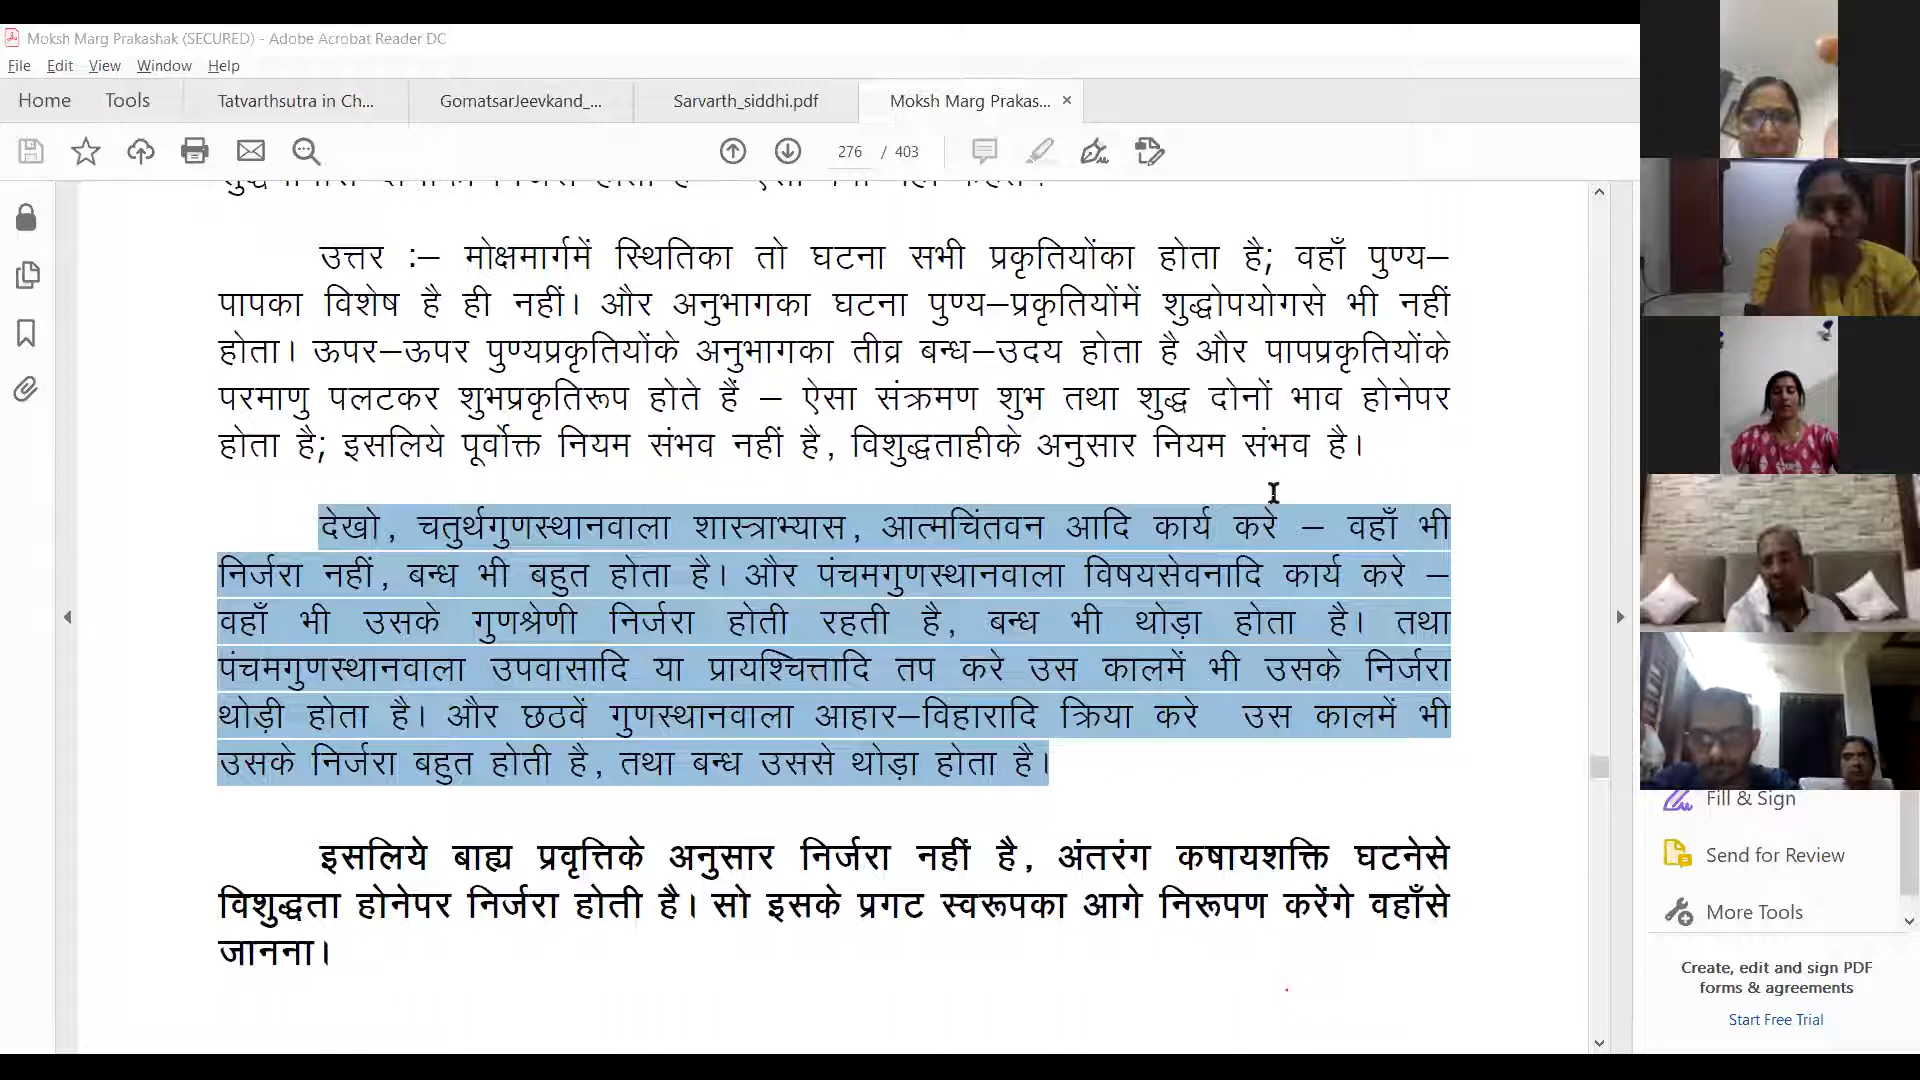 Moksh Marg Prakashak (SECURED) - Adobe Acrobat Reader DC
File Edit View Window Help
Home Tools Tatvarthsutra in Ch... GomatsarJeevkand_... Sarvarth_siddhi.pdf Moksh Marg Prakas... ×
276 / 403
उत्तर :– मोक्षमार्गमें स्थितिका तो घटना सभी प्रकृतियोंका होता है; वहाँ पुण्य–
पापका विशेष है ही नहीं। और अनुभागका घटना पुण्य–प्रकृतियोंमें शुद्धोपयोगसे भी नहीं
होता। ऊपर–ऊपर पुण्यप्रकृतियोंके अनुभागका तीव्र बन्ध–उदय होता है और पापप्रकृतियोंके
परमाणु पलटकर शुभप्रकृतिरूप होते हैं – ऐसा संक्रमण शुभ तथा शुद्ध दोनों भाव होनेपर
होता है; इसलिये पूर्वोक्त नियम संभव नहीं है, विशुद्धताहीके अनुसार नियम संभव है।
देखो, चतुर्थगुणस्थानवाला शास्त्राभ्यास, आत्मचिंतवन आदि कार्य करे – वहाँ भी
निर्जरा नहीं, बन्ध भी बहुत होता है। और पंचमगुणस्थानवाला विषयसेवनादि कार्य करे –
वहाँ भी उसके गुणश्रेणी निर्जरा होती रहती है, बन्ध भी थोड़ा होता है। तथा
पंचमगुणस्थानवाला उपवासादि या प्रायश्चित्तादि तप करे उस कालमें भी उसके निर्जरा
थोड़ी होता है। और छठवें गुणस्थानवाला आहार–विहारादि क्रिया करे उस कालमें भी
उसके निर्जरा बहुत होती है, तथा बन्ध उससे थोड़ा होता है।
इसलिये बाह्य प्रवृत्तिके अनुसार निर्जरा नहीं है, अंतरंग कषायशक्ति घटनेसे
विशुद्धता होनेपर निर्जरा होती है। सो इसके प्रगट स्वरूपका आगे निरूपण करेंगे वहाँसे
जानना।
Fill & Sign
Send for Review
More Tools
Create, edit and sign PDF
forms & agreements
Start Free Trial